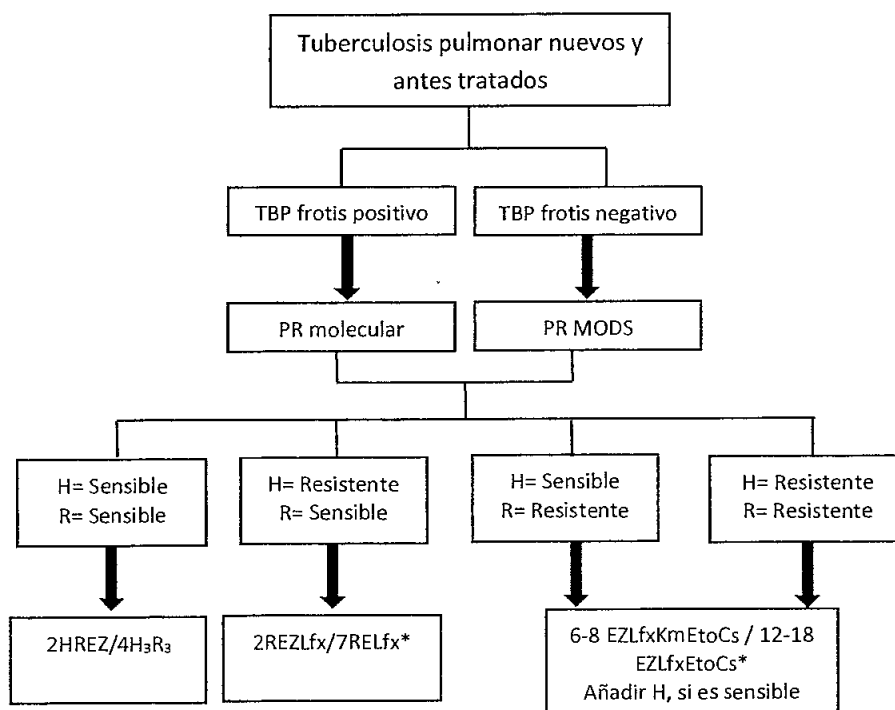 Tuberculosis pulmonar nuevos y
antes tratados
TBP frotis positivo
TBP frotis negativo
PR molecular
PR MODS
H= Sensible
R= Sensible
H= Resistente
R= Sensible
H= Sensible
R= Resistente
H= Resistente
R= Resistente
2HREZ/4H₃R₃
2REZLfx/7RELfx*
6-8 EZLfxKmEtoCs / 12-18
EZLfxEtoCs*
Añadir H, si es sensible